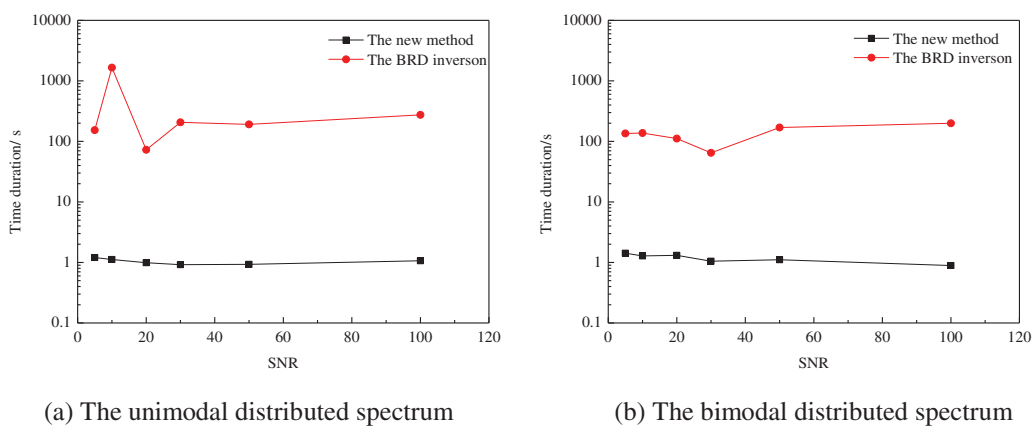 10000
1000
100
10
1
0.1
Time duration/ s
0
20
40
60
80
100
120
SNR
The new method
The BRD inverson
(a) The unimodal distributed spectrum
10000
1000
100
10
1
0.1
Time duration/s
0
20
40
60
80
100
120
SNR
The new method
The BRD inverson
(b) The bimodal distributed spectrum